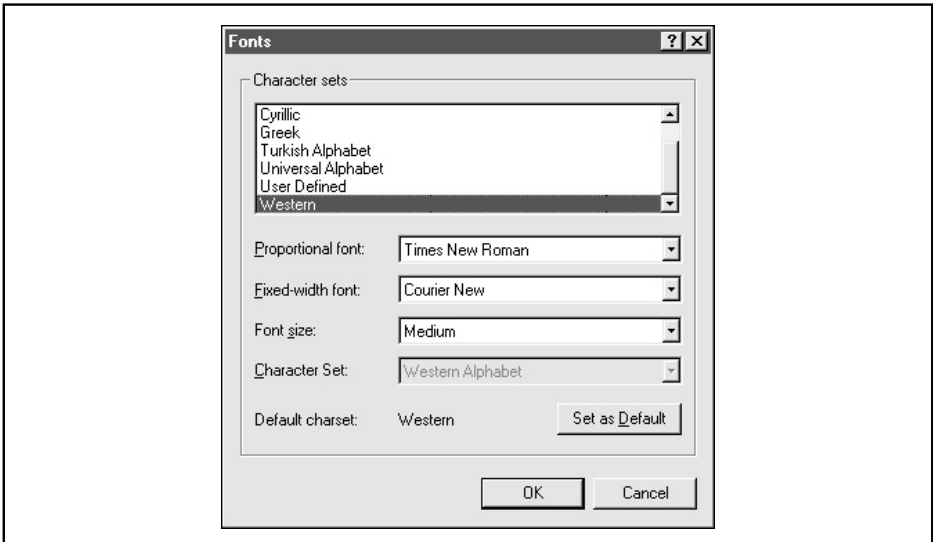 Fonts
Character sets
Cyrillic
Greek
Turkish Alphabet
Universal Alphabet
User Defined
Western
Proportional font: Times New Roman
Fixed-width font: Courier New
Font size: Medium
Character Set: Western Alphabet
Default charset: Western Set as Default
OK Cancel